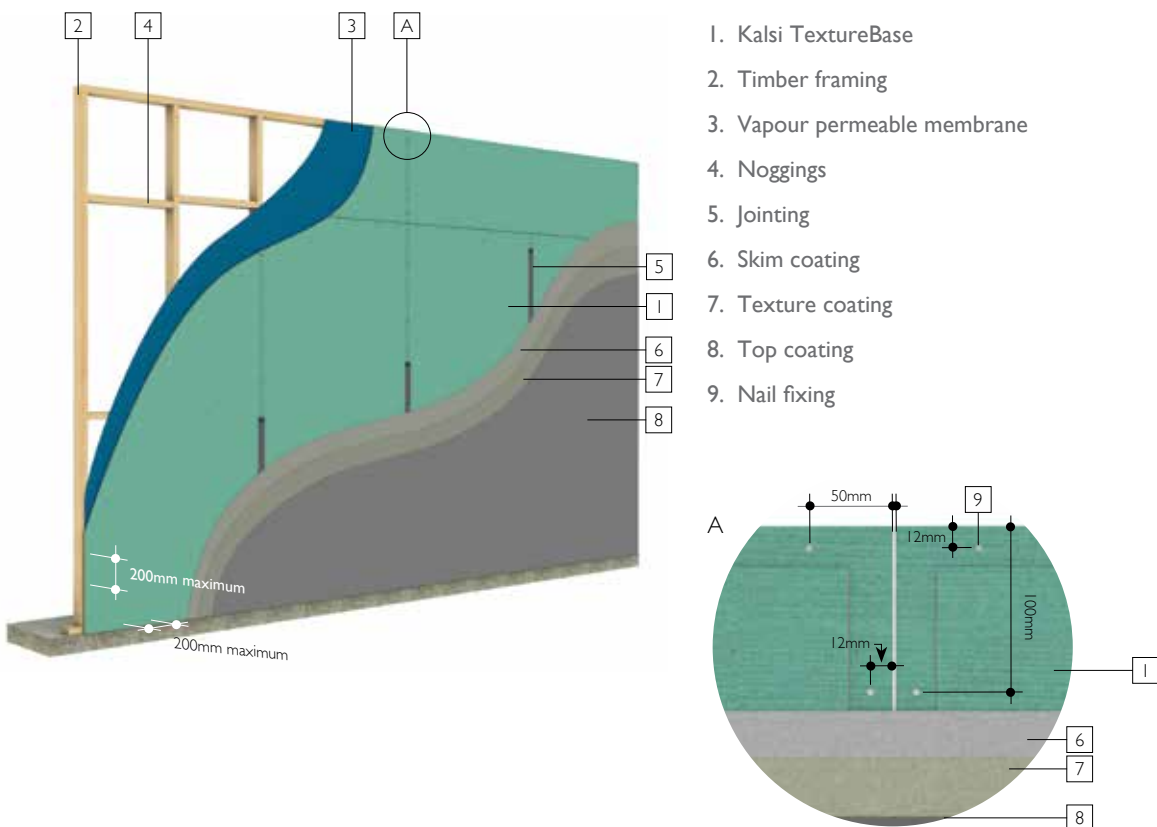 2
4
3
A
5
1
6
7
8
200mm maximum
200mm maximum
1. Kalsi TextureBase
2. Timber framing
3. Vapour permeable membrane
4. Noggings
5. Jointing
6. Skim coating
7. Texture coating
8. Top coating
9. Nail fixing
A
50mm
9
12mm
100mm
12mm
1
6
7
8